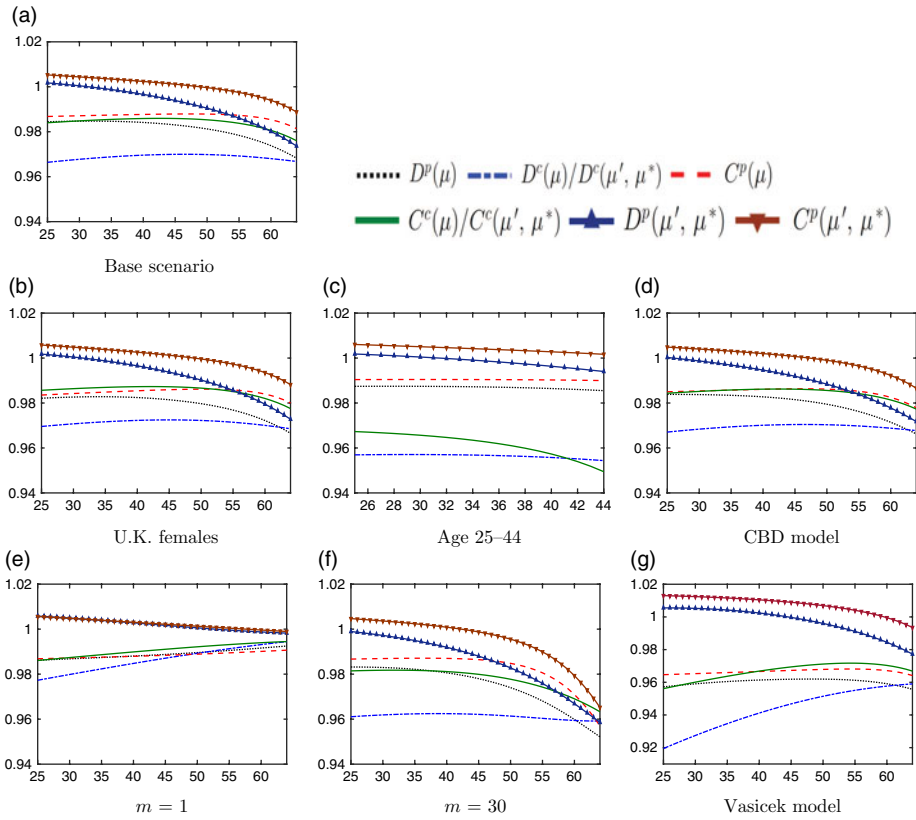 (a)
1.02
1
0.98
0.96
0.94
25 30 35 40 45 50 55 60
Base scenario
D^p(μ) D^c(μ)/D^c(μ′, μ*) C^p(μ)
C^c(μ)/C^c(μ′, μ*) D^p(μ′, μ*) C^p(μ′, μ*)
(b) (c) (d)
1.02 1.02 1.02
1 1 1
0.98 0.98 0.98
0.96 0.96 0.96
0.94 0.94 0.94
25 30 35 40 45 50 55 60 26 28 30 32 34 36 38 40 42 44 25 30 35 40 45 50 55 60
U.K. females Age 25–44 CBD model
(e) (f) (g)
1.02 1.02 1.02
1 1 1
0.98 0.98 0.98
0.96 0.96 0.96
0.94 0.94 0.94
0.92
25 30 35 40 45 50 55 60 25 30 35 40 45 50 55 60 25 30 35 40 45 50 55 60
m = 1 m = 30 Vasicek model